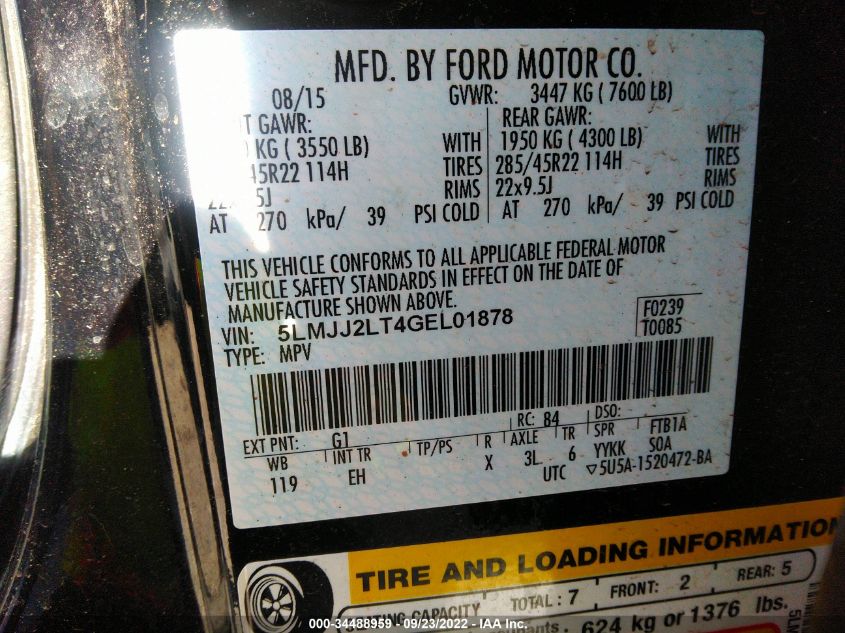 MFD. BY FORD MOTOR CO.
08/15 GVWR: 3447 KG ( 7600 LB)
GAWR: REAR GAWR:
KG ( 3550 LB) WITH 1950 KG ( 4300 LB) WITH
45R22 114H TIRES 285/45R22 114H TIRES
5J RIMS 22x9.5J RIMS
AT 270 kPa/ 39 PSI COLD AT 270 kPa/ 39 PSI COLD
THIS VEHICLE CONFORMS TO ALL APPLICABLE FEDERAL MOTOR
VEHICLE SAFETY STANDARDS IN EFFECT ON THE DATE OF
MANUFACTURE SHOWN ABOVE.
VIN: 5LMJJ2LT4GEL01878 F0239
TYPE: MPV T0085
EXT PNT: G1 RC: 84 DSO:
WB INT TR TP/PS R AXLE TR SPR FTB1A
119 EH X 3L 6 YYKK SOA
UTC ▽5U5A-1520472-BA
TIRE AND LOADING INFORMATION
CAPACITY TOTAL : 7 FRONT: 2 REAR: 5
624 kg or 1376 lbs.
000-34488959 - 09/23/2022 - IAA Inc.